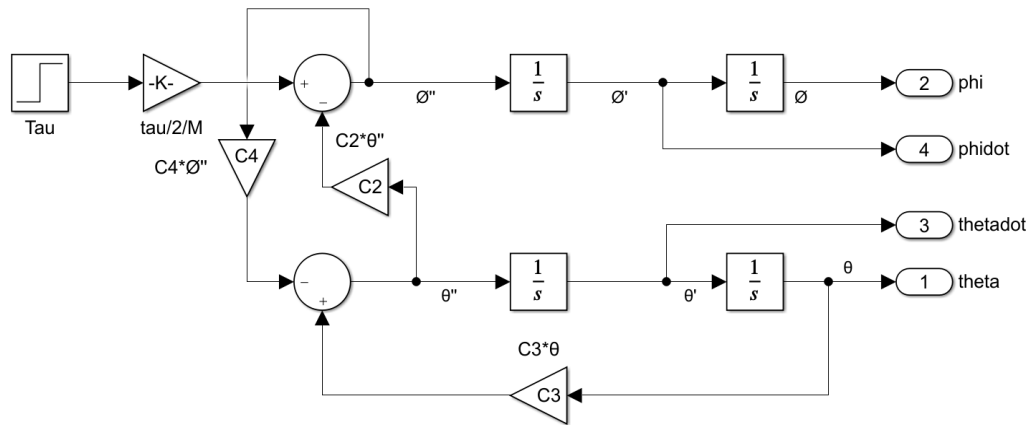 Tau
-K-
tau/2/M
+
−
Ø''
1
s
Ø'
1
s
Ø
2
phi
4
phidot
C4
C4*Ø''
C2*θ''
C2
−
+
θ''
1
s
θ'
1
s
θ
3
thetadot
1
theta
C3*θ
C3